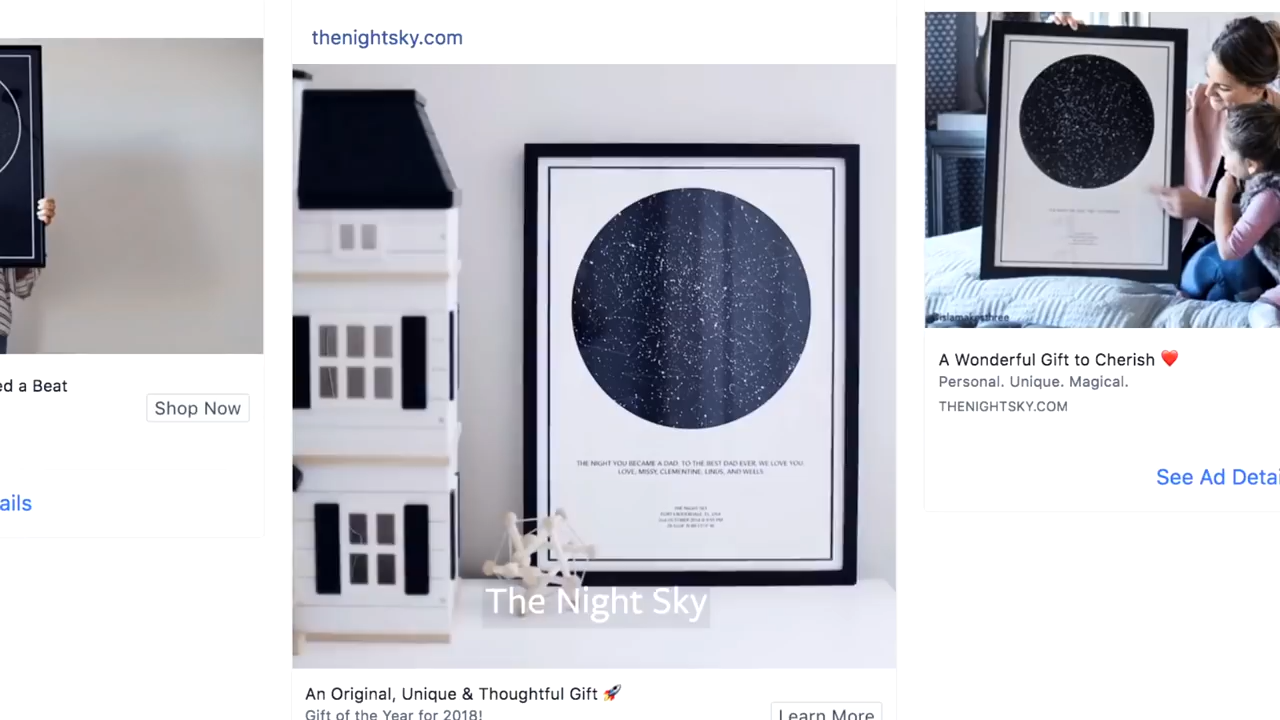 thenightsky.com
THE NIGHT YOU BECAME A DAD. TO THE BEST DAD EVER, WE LOVE YOU.
LOVE, MISSY, CLEMENTINE, LINUS, AND WELLS
The Night Sky
An Original, Unique & Thoughtful Gift 🚀
Gift of the Year for 2018!
Learn More
ed a Beat
Shop Now
ails
A Wonderful Gift to Cherish ❤️
Personal. Unique. Magical.
THENIGHTSKY.COM
See Ad Detai